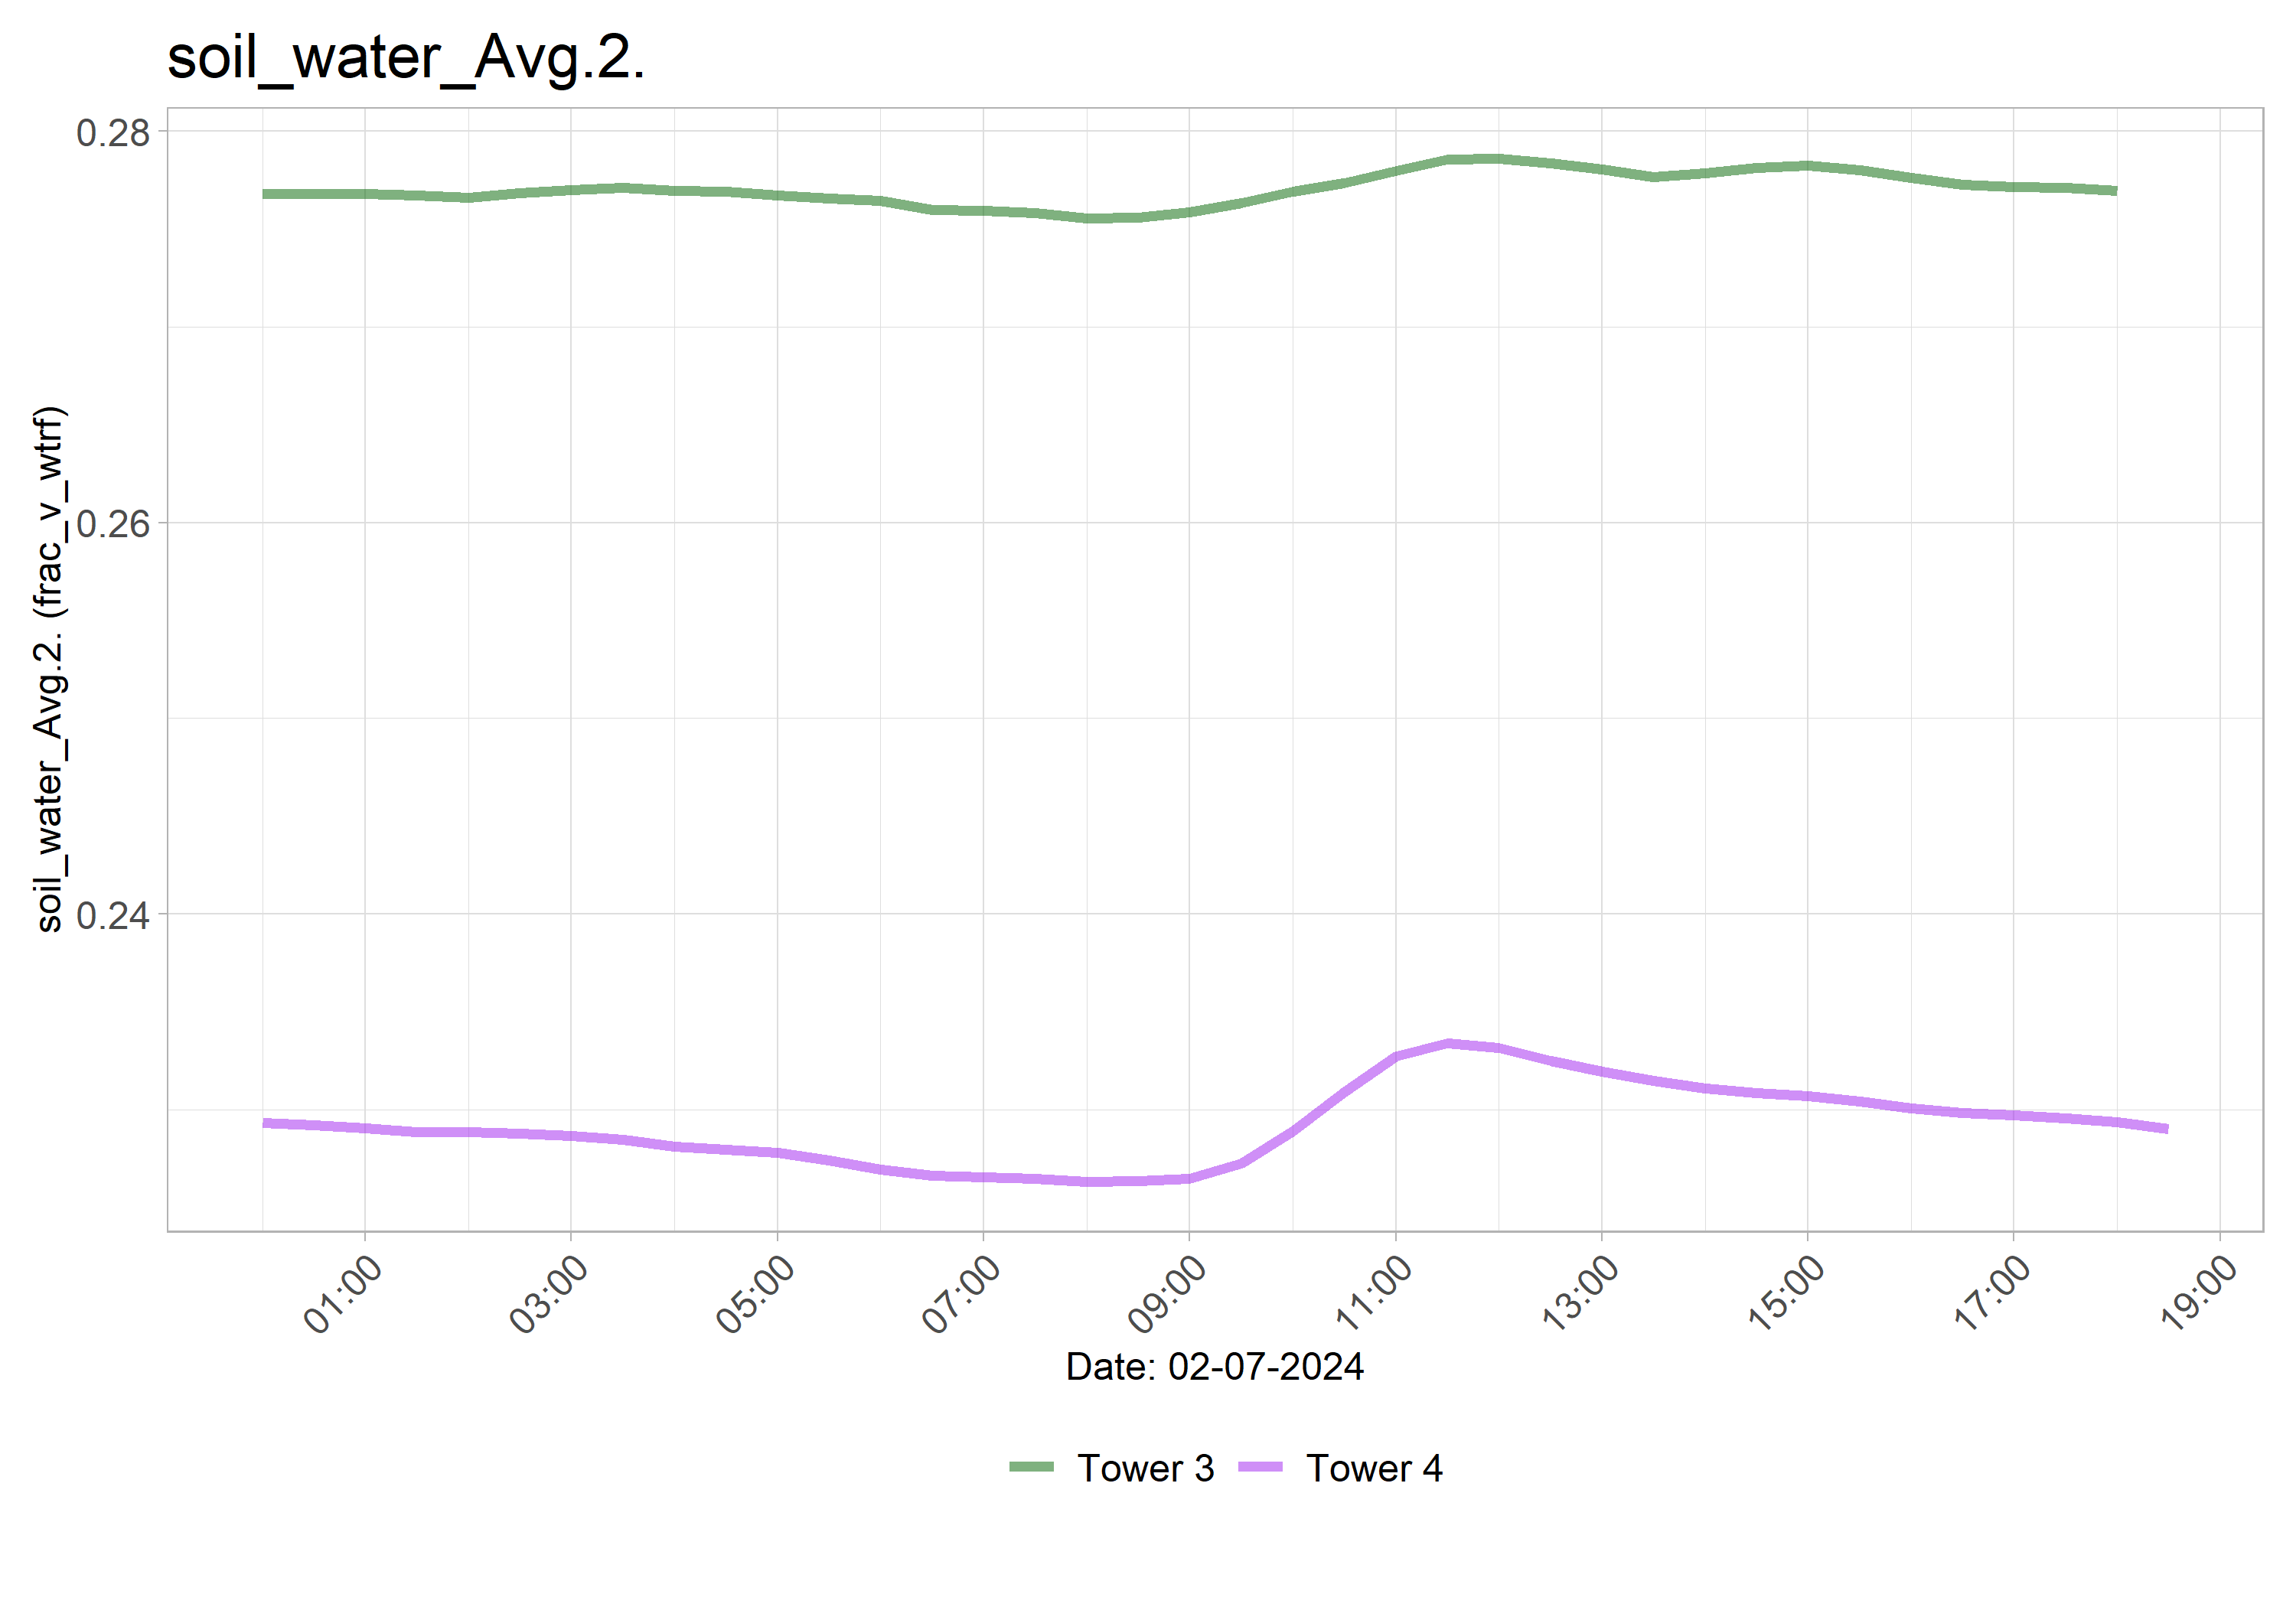 soil_water_Avg.2.
soil_water_Avg.2. (frac_v_wtrf)
0.28
0.26
0.24
01:00
03:00
05:00
07:00
09:00
11:00
13:00
15:00
17:00
19:00
Date: 02-07-2024
Tower 3
Tower 4